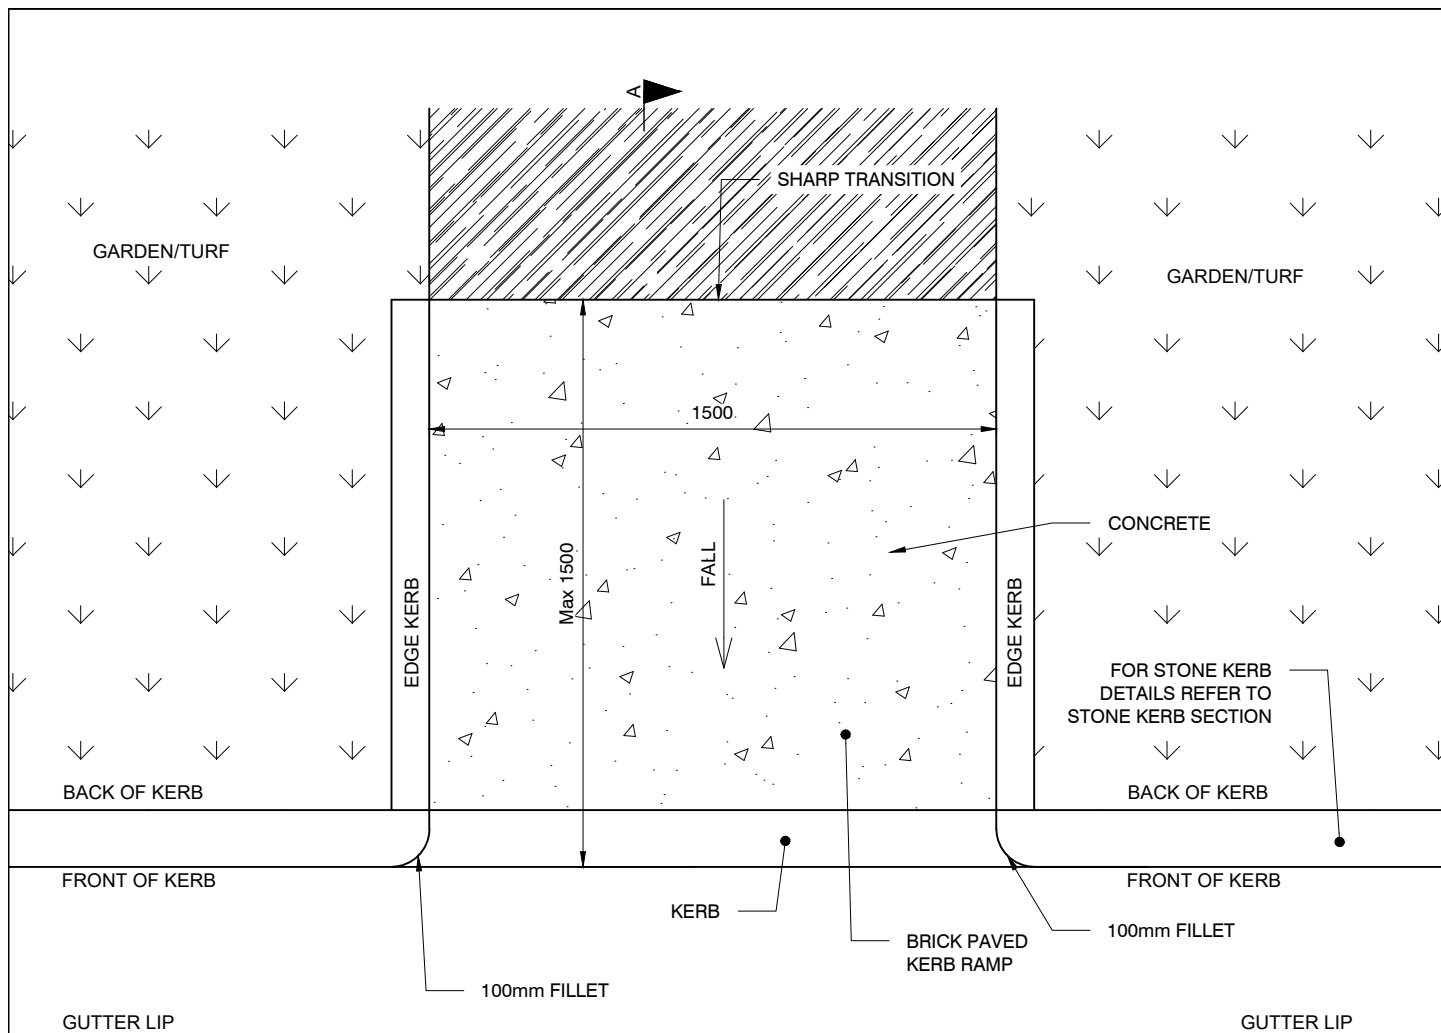 A
SHARP TRANSITION
GARDEN/TURF
GARDEN/TURF
1500
CONCRETE
Max 1500
FALL
EDGE KERB
EDGE KERB
FOR STONE KERB
DETAILS REFER TO
STONE KERB SECTION
BACK OF KERB
BACK OF KERB
FRONT OF KERB
FRONT OF KERB
KERB
BRICK PAVED
KERB RAMP
100mm FILLET
100mm FILLET
GUTTER LIP
GUTTER LIP